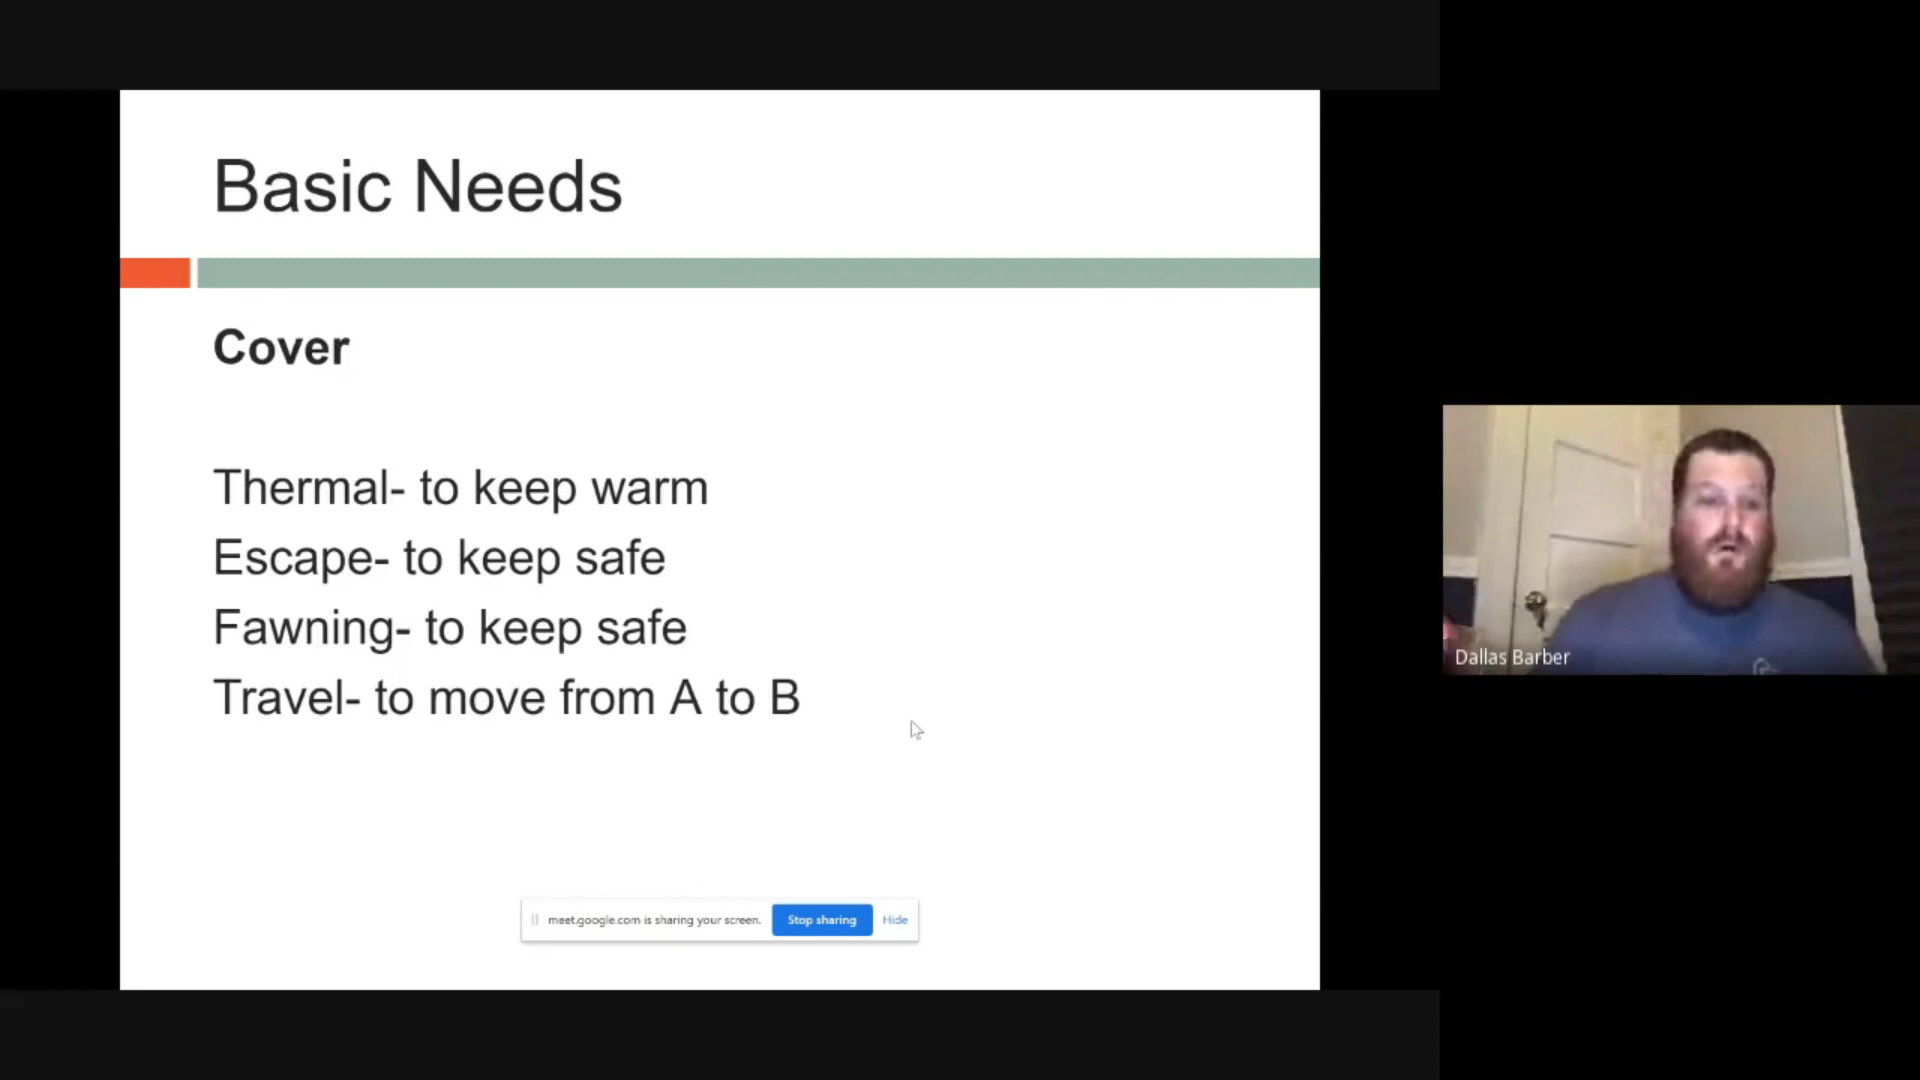 Basic Needs
Cover
Thermal- to keep warm
Escape- to keep safe
Fawning- to keep safe
Travel- to move from A to B
meet.google.com is sharing your screen. Stop sharing Hide
Dallas Barber